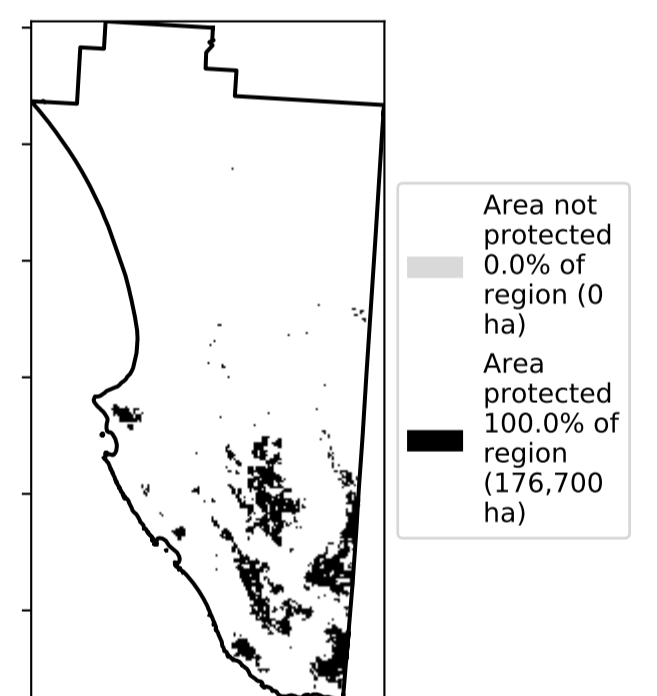 Area not
protected
0.0% of
region (0
ha)
Area
protected
100.0% of
region
(176,700
ha)